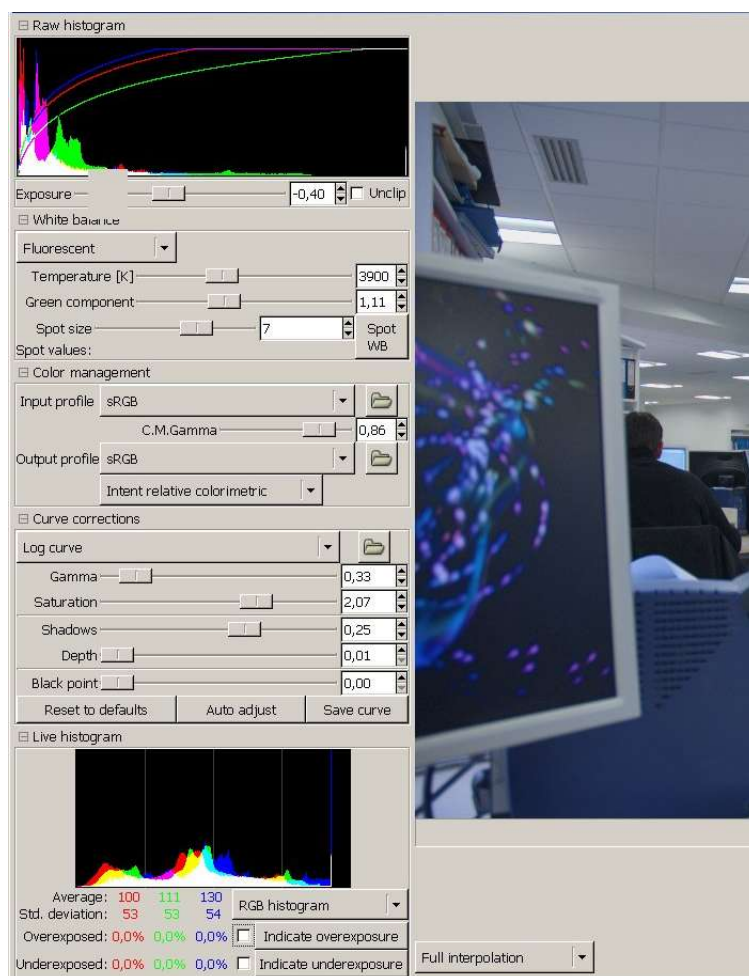 Raw histogram
Exposure -0,40 Unclip
White balance
Fluorescent
Temperature [K] 3900
Green component 1,11
Spot size 7 Spot WB
Spot values:
Color management
Input profile sRGB
C.M.Gamma 0,86
Output profile sRGB
Intent relative colorimetric
Curve corrections
Log curve
Gamma 0,33
Saturation 2,07
Shadows 0,25
Depth 0,01
Black point 0,00
Reset to defaults Auto adjust Save curve
Live histogram
Average: 100 111 130 RGB histogram
Std. deviation: 53 53 54
Overexposed: 0,0% 0,0% 0,0% Indicate overexposure
Underexposed: 0,0% 0,0% 0,0% Indicate underexposure
Full interpolation